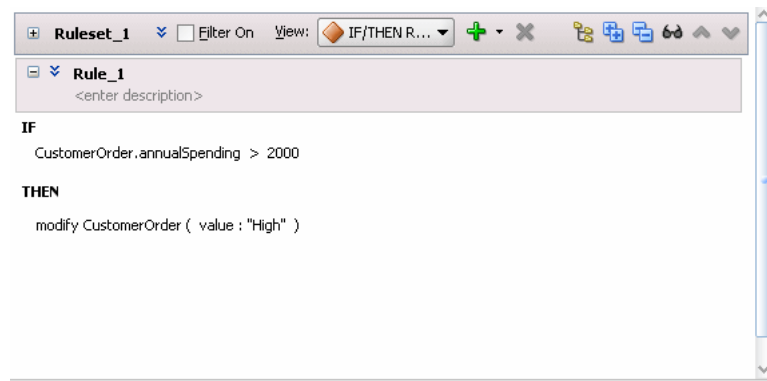 Ruleset_1 Filter On View: IF/THEN R...
Rule_1
<enter description>
IF
CustomerOrder.annualSpending > 2000
THEN
modify CustomerOrder ( value : "High" )